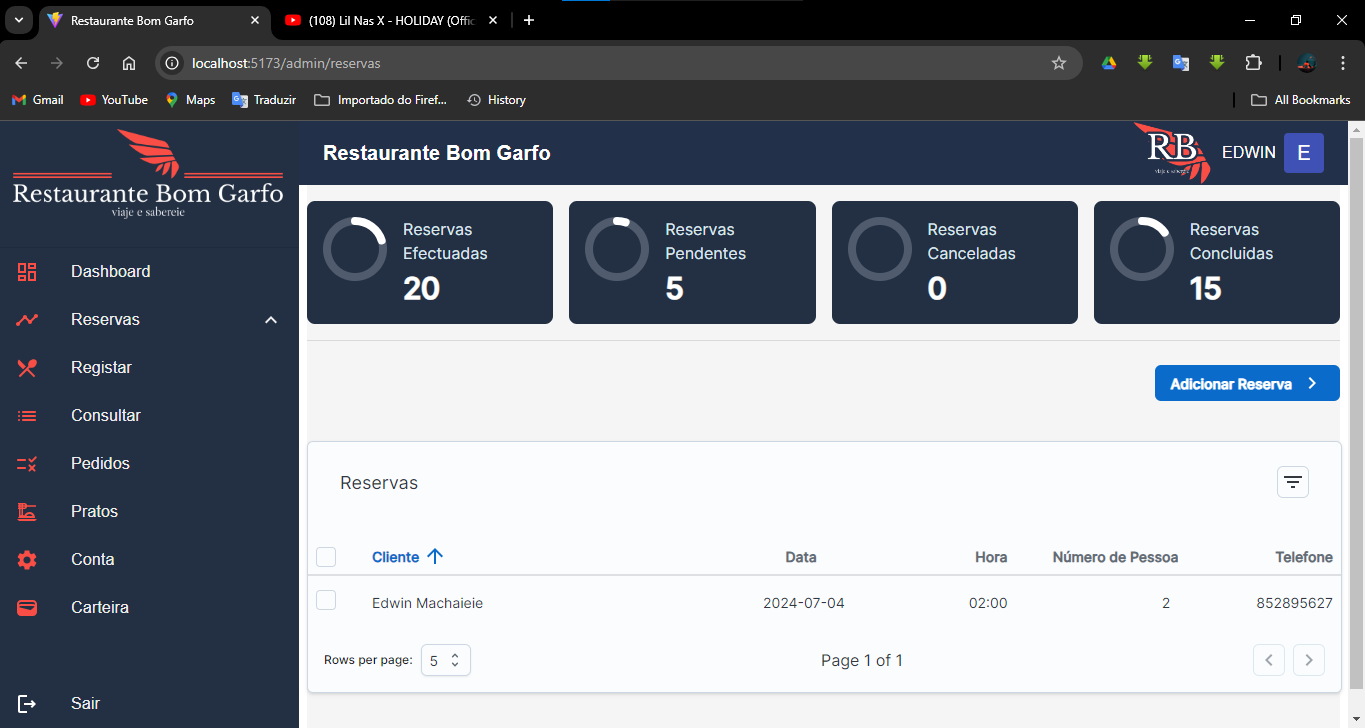 Restaurante Bom Garfo
(108) Lil Nas X - HOLIDAY (Offic
localhost:5173/admin/reservas
Gmail
YouTube
Maps
Traduzir
Importado do Firef...
History
All Bookmarks
Restaurante Bom Garfo
viaje e sabereie
Restaurante Bom Garfo
RB
viaje e sabereie
EDWIN
E
Dashboard
Reservas
Registar
Consultar
Pedidos
Pratos
Conta
Carteira
Sair
Reservas
Efectuadas
20
Reservas
Pendentes
5
Reservas
Canceladas
0
Reservas
Concluidas
15
Adicionar Reserva
Reservas
Cliente Data Hora Número de Pessoa Telefone
Edwin Machaieie 2024-07-04 02:00 2 852895627
Rows per page: 5 Page 1 of 1